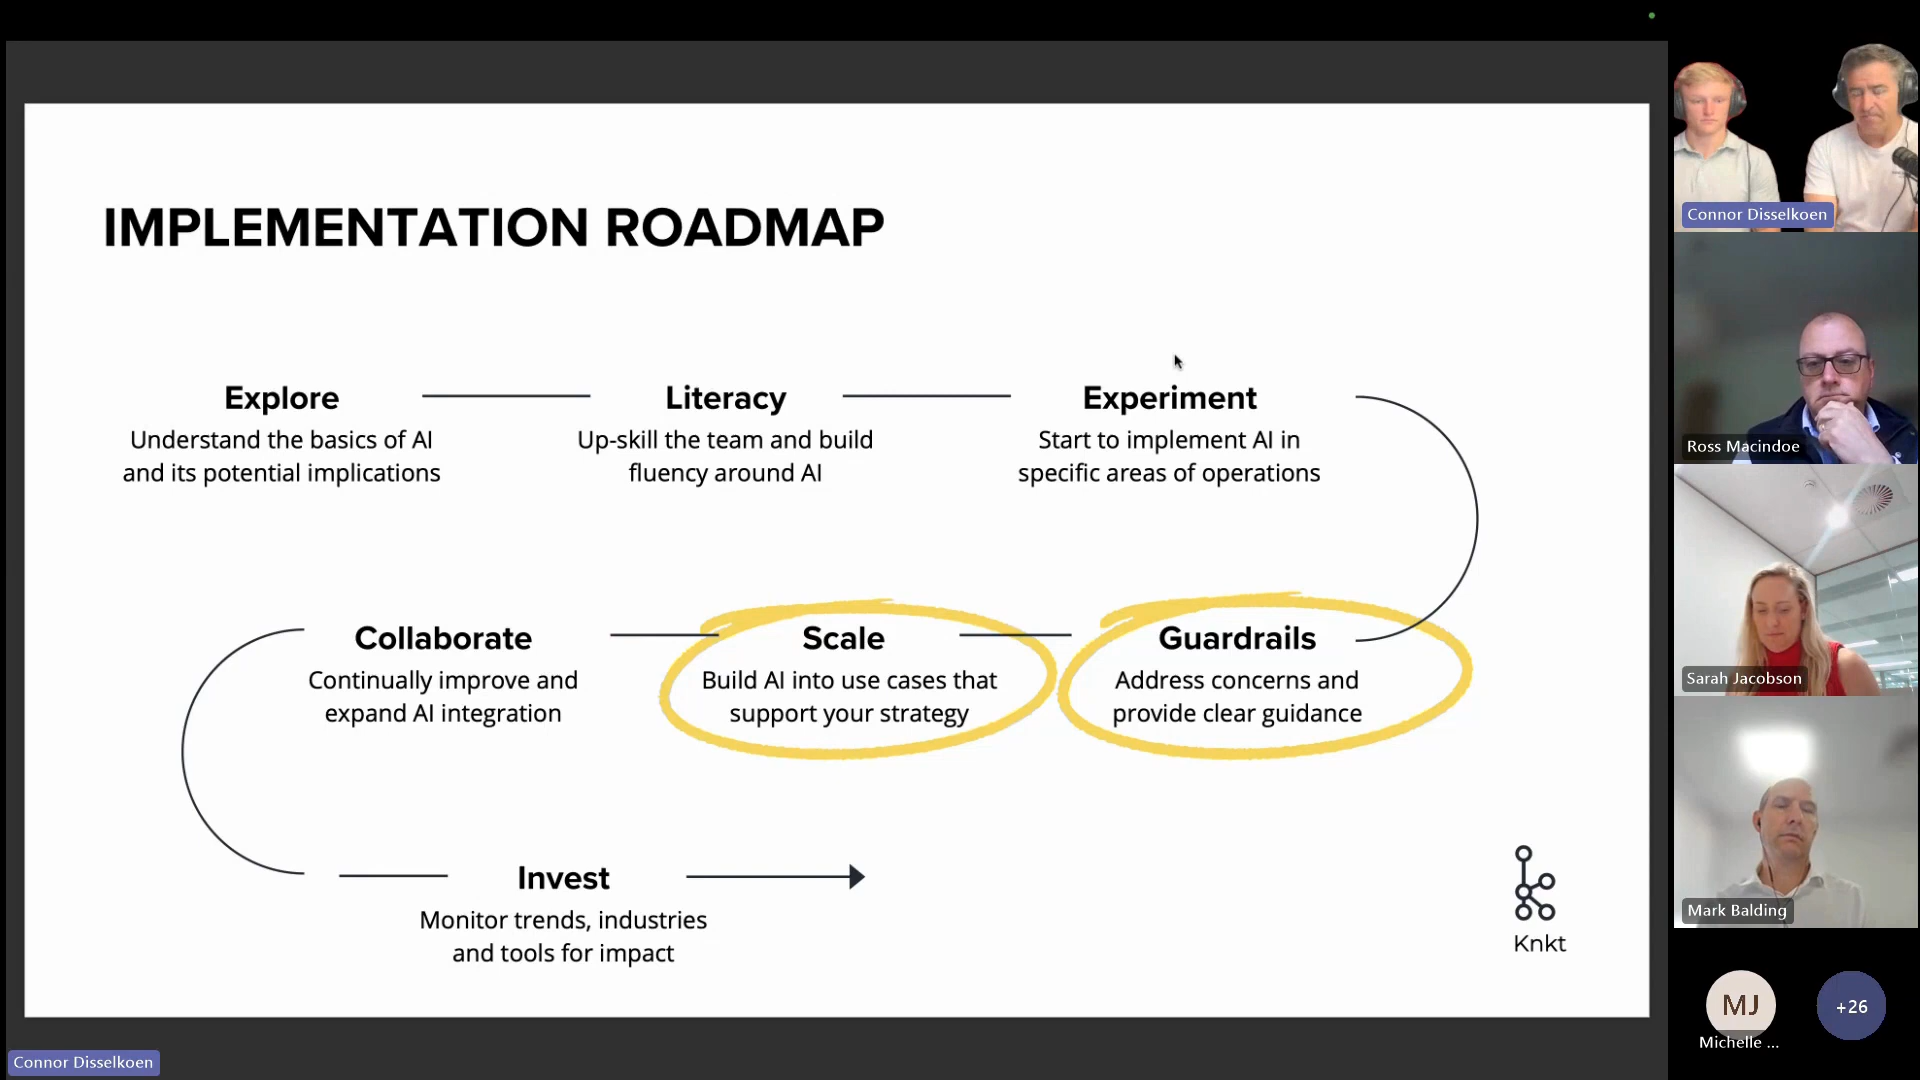 IMPLEMENTATION ROADMAP
Explore
Understand the basics of AI
and its potential implications
Literacy
Up-skill the team and build
fluency around AI
Experiment
Start to implement AI in
specific areas of operations
Collaborate
Continually improve and
expand AI integration
Scale
Build AI into use cases that
support your strategy
Guardrails
Address concerns and
provide clear guidance
Invest
Monitor trends, industries
and tools for impact
Knkt
Connor Disselkoen
Connor Disselkoen
Ross Macindoe
Sarah Jacobson
Mark Balding
MJ
Michelle ...
+26